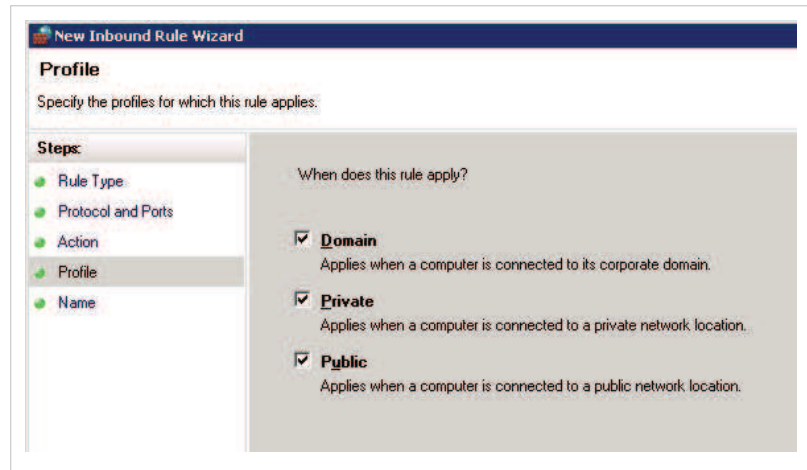 New Inbound Rule Wizard
Profile
Specify the profiles for which this rule applies.
Steps:
Rule Type
Protocol and Ports
Action
Profile
Name
When does this rule apply?
Domain
Applies when a computer is connected to its corporate domain.
Private
Applies when a computer is connected to a private network location.
Public
Applies when a computer is connected to a public network location.